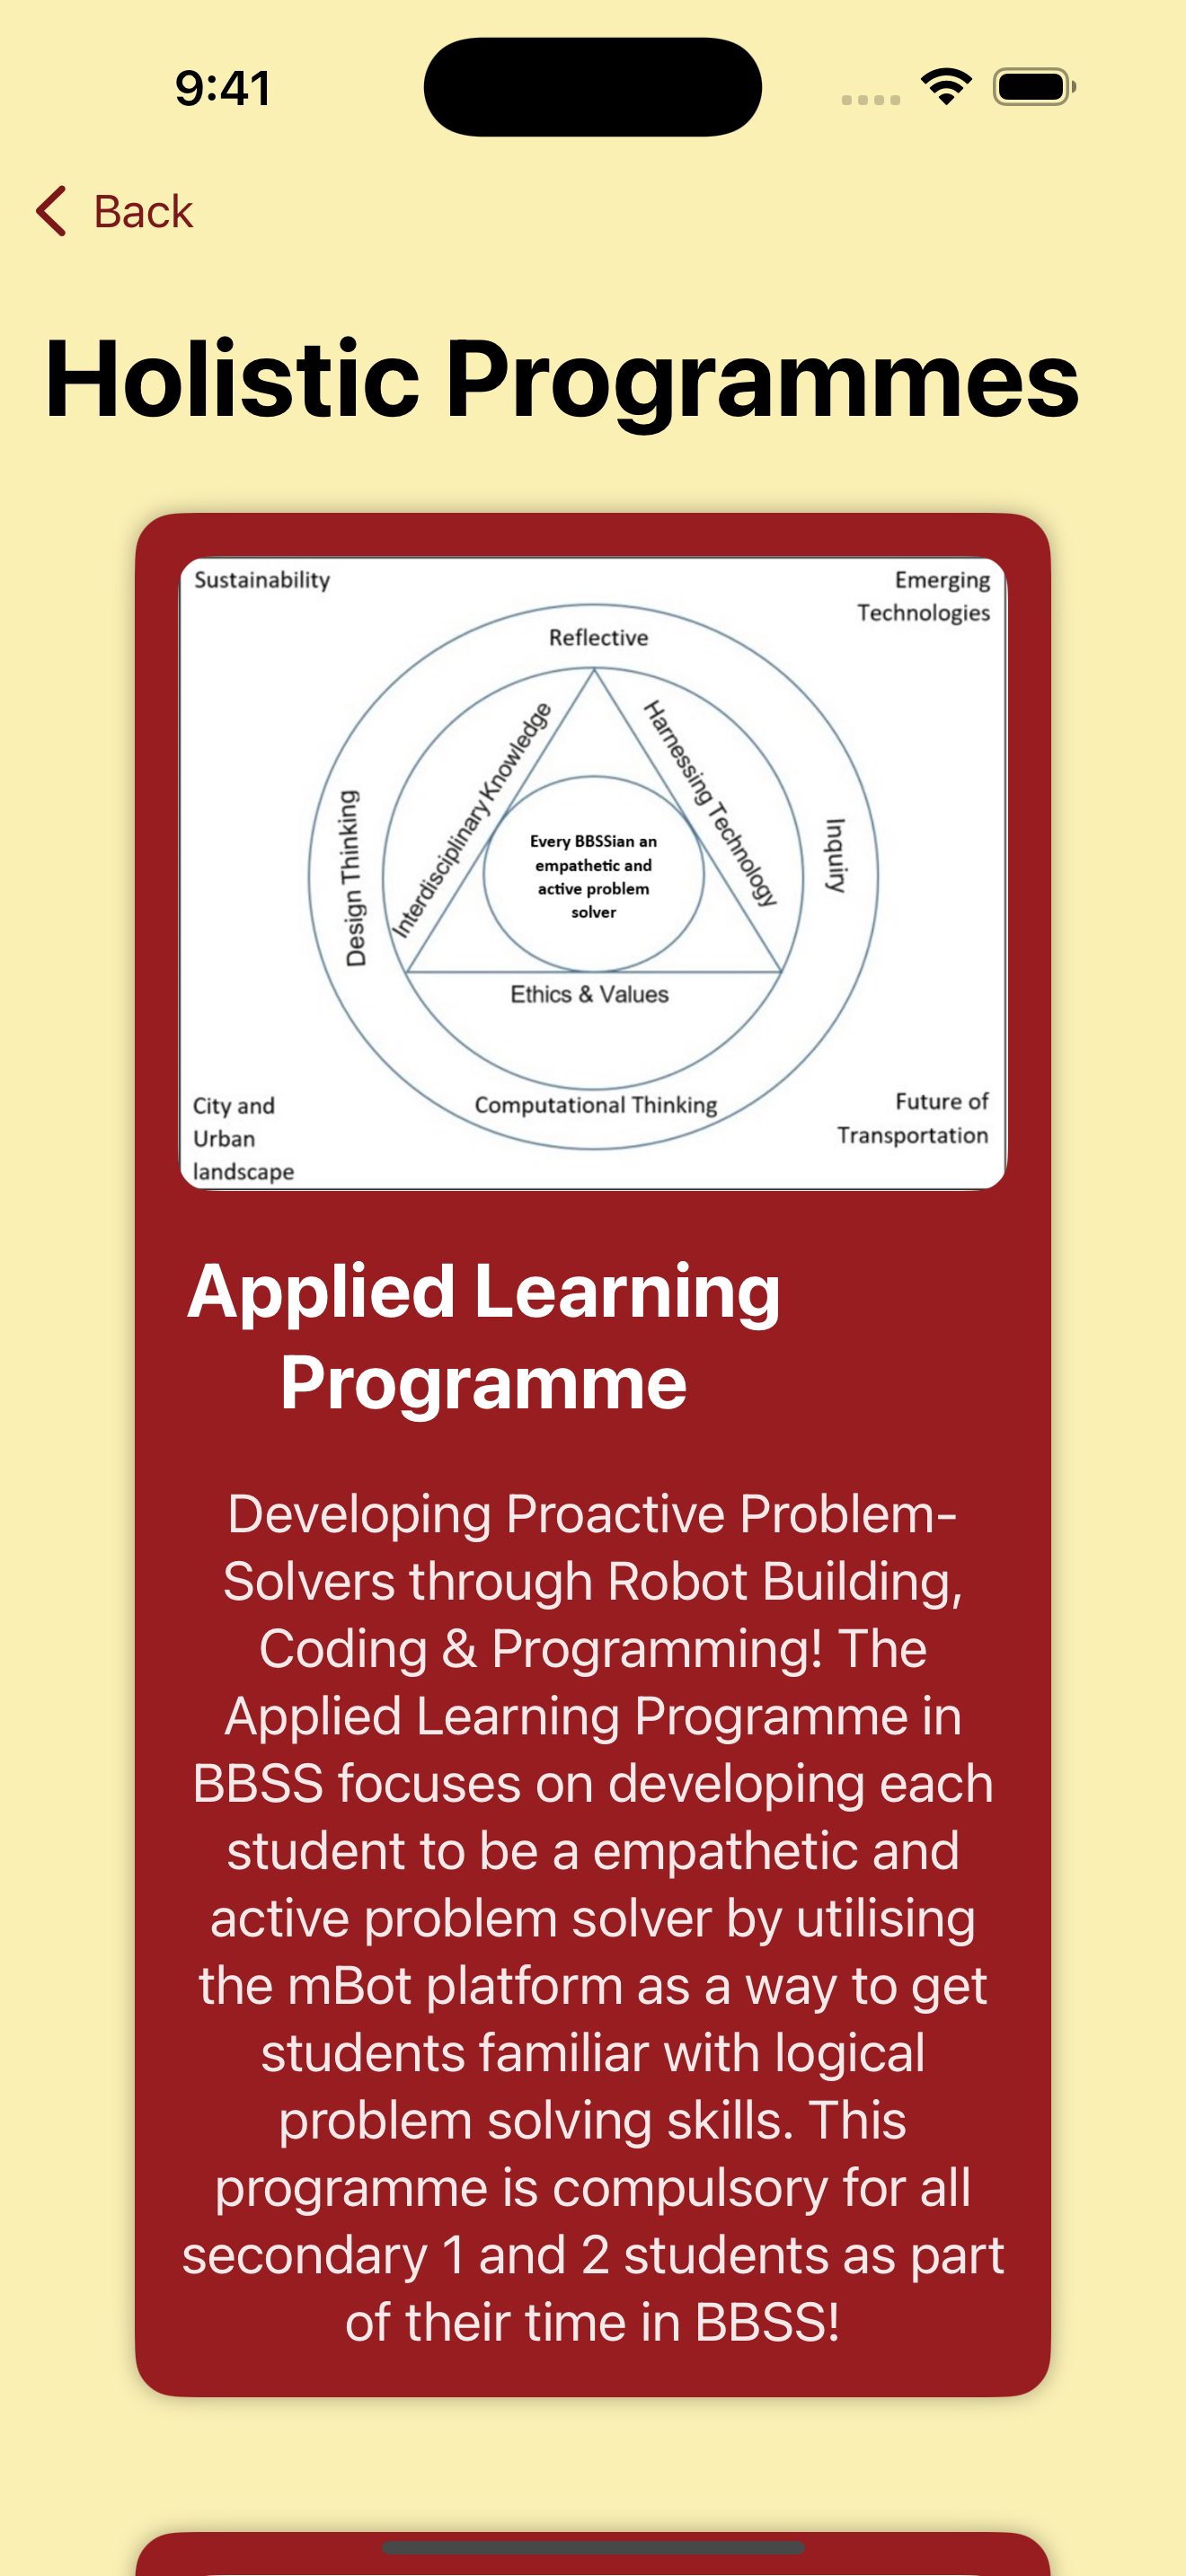 9:41
Back
Holistic Programmes
Sustainability
Emerging
Technologies
Reflective
Interdisciplinary Knowledge
Harnessing Technology
Design Thinking
Inquiry
Every BBSSian an
empathetic and
active problem
solver
Ethics & Values
Computational Thinking
City and
Urban
landscape
Future of
Transportation
Applied Learning
Programme
Developing Proactive Problem-
Solvers through Robot Building,
Coding & Programming! The
Applied Learning Programme in
BBSS focuses on developing each
student to be a empathetic and
active problem solver by utilising
the mBot platform as a way to get
students familiar with logical
problem solving skills. This
programme is compulsory for all
secondary 1 and 2 students as part
of their time in BBSS!